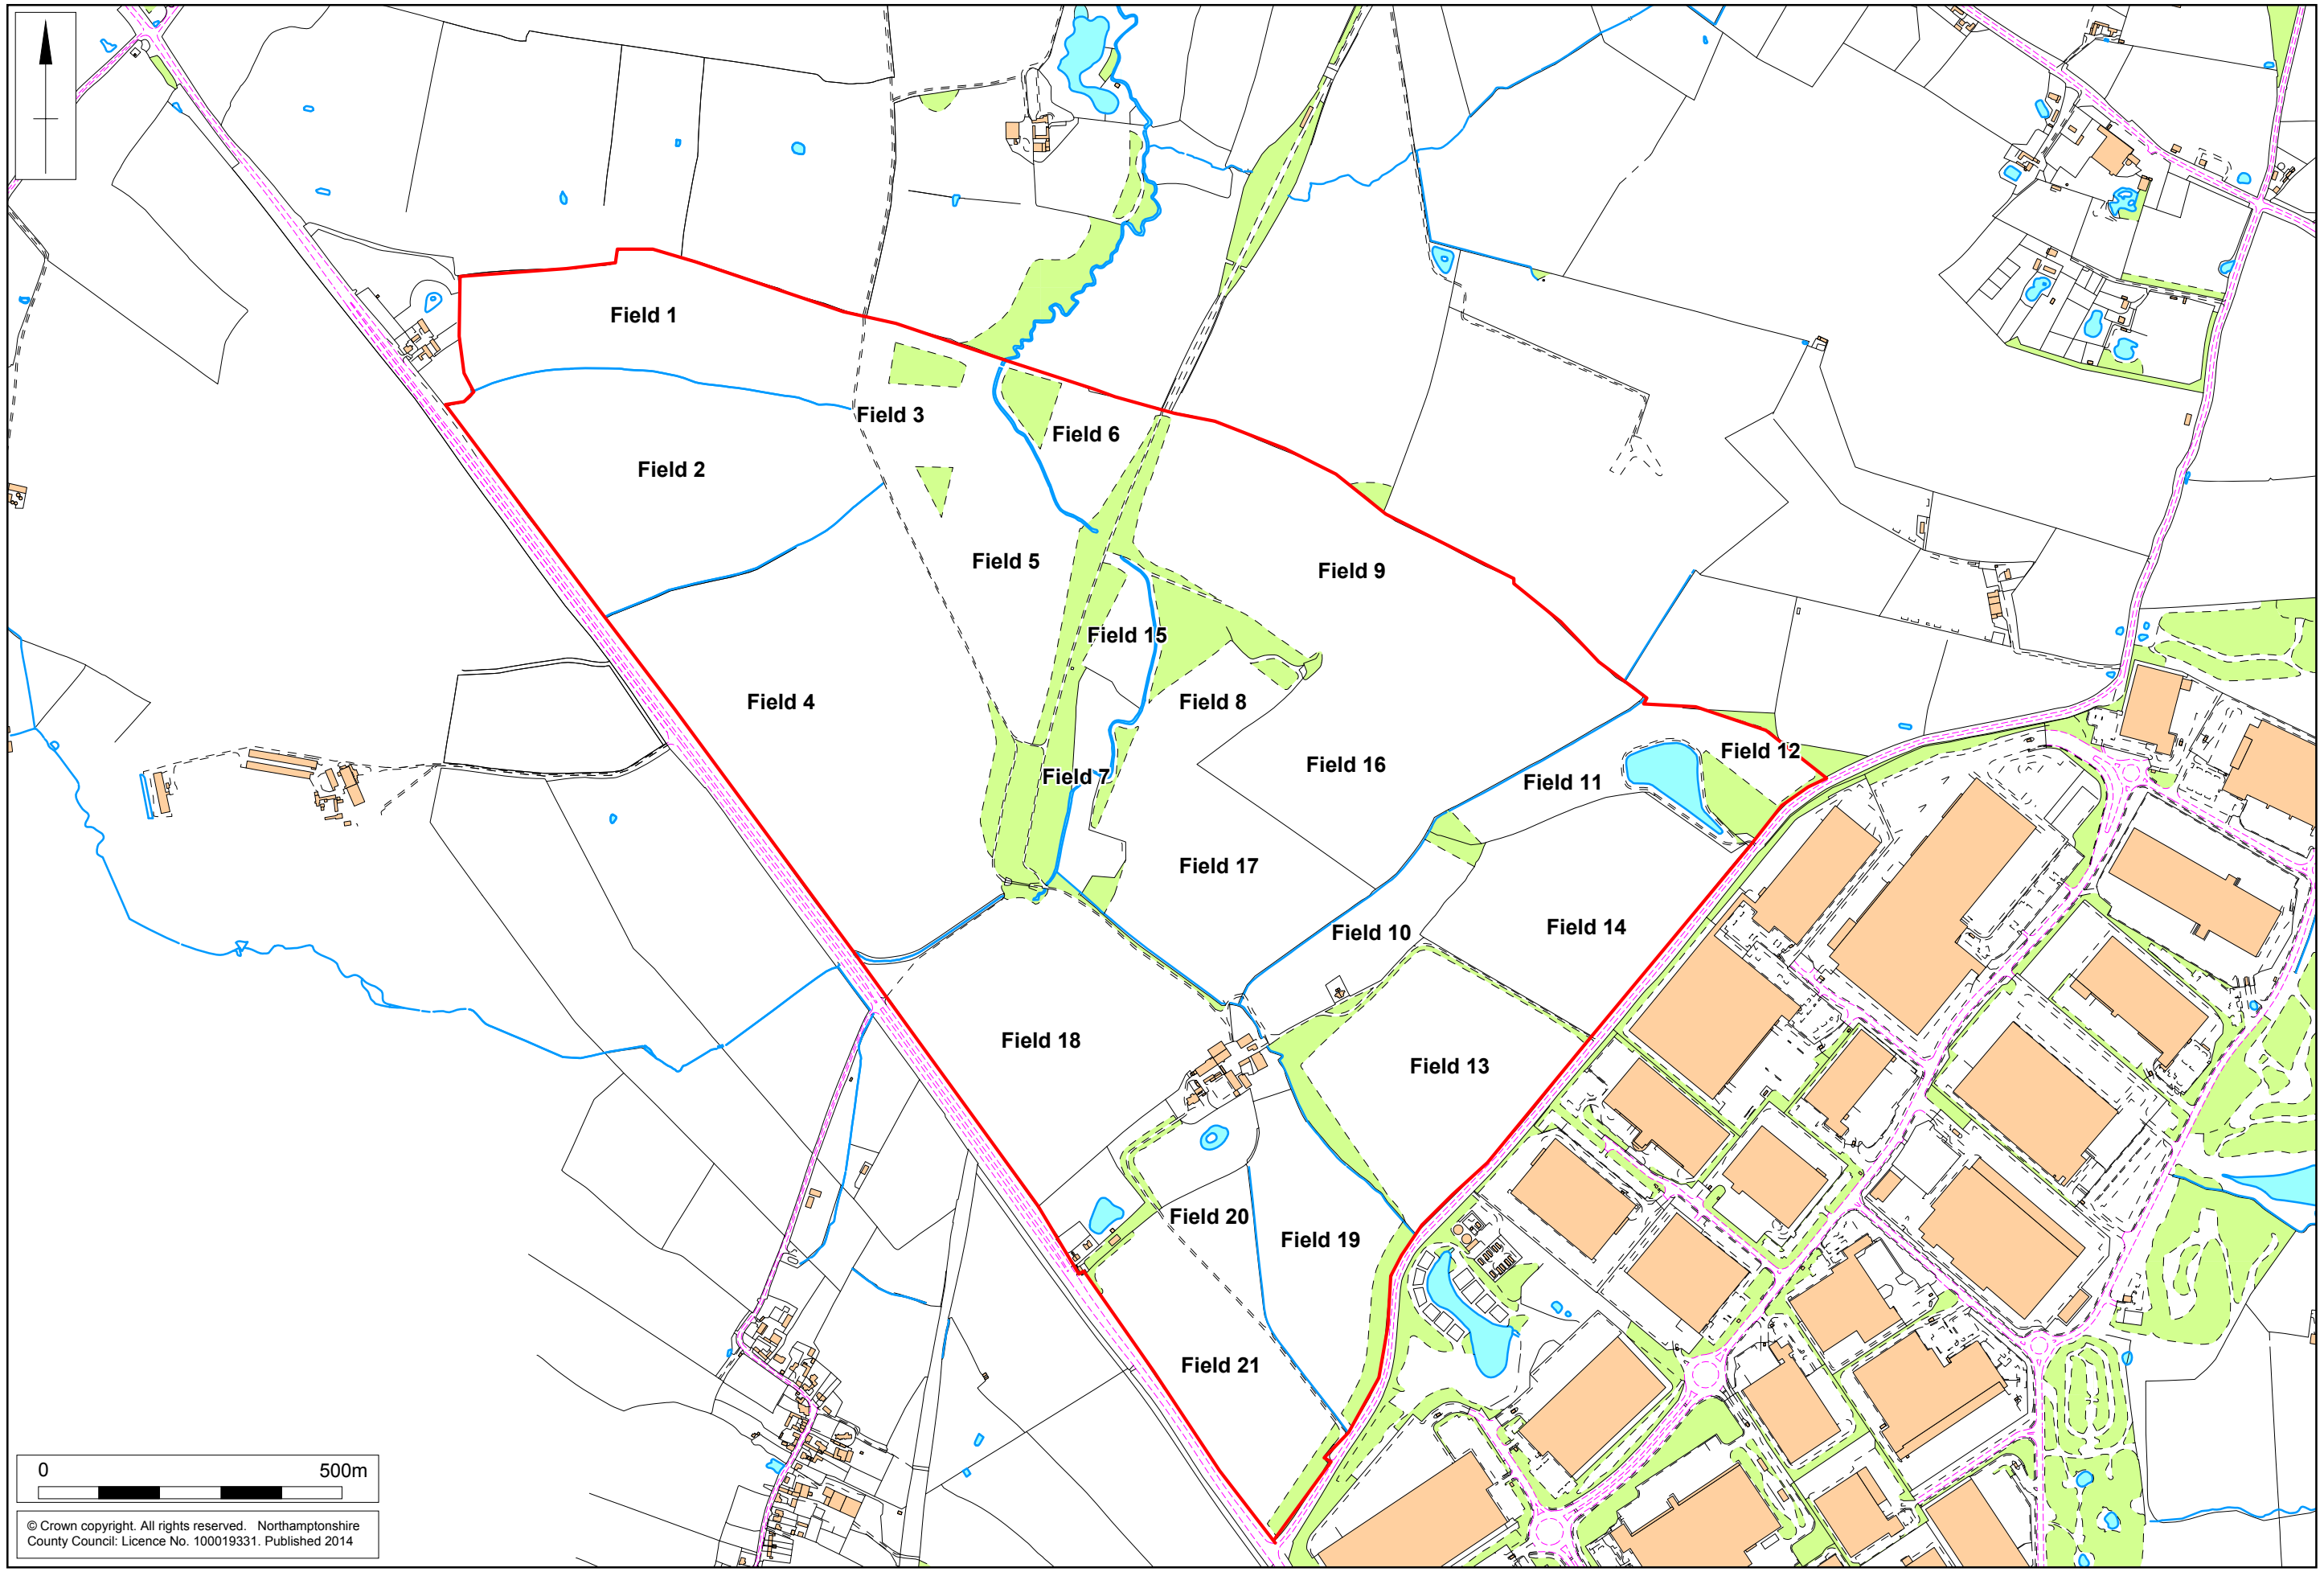 Field 1
Field 3
Field 6
Field 2
Field 5
Field 9
Field 15
Field 4
Field 8
Field 12
Field 16
Field 7
Field 11
Field 17
Field 10
Field 14
Field 18
Field 13
Field 20
Field 19
Field 21
0 500m
© Crown copyright. All rights reserved. Northamptonshire
County Council: Licence No. 100019331. Published 2014